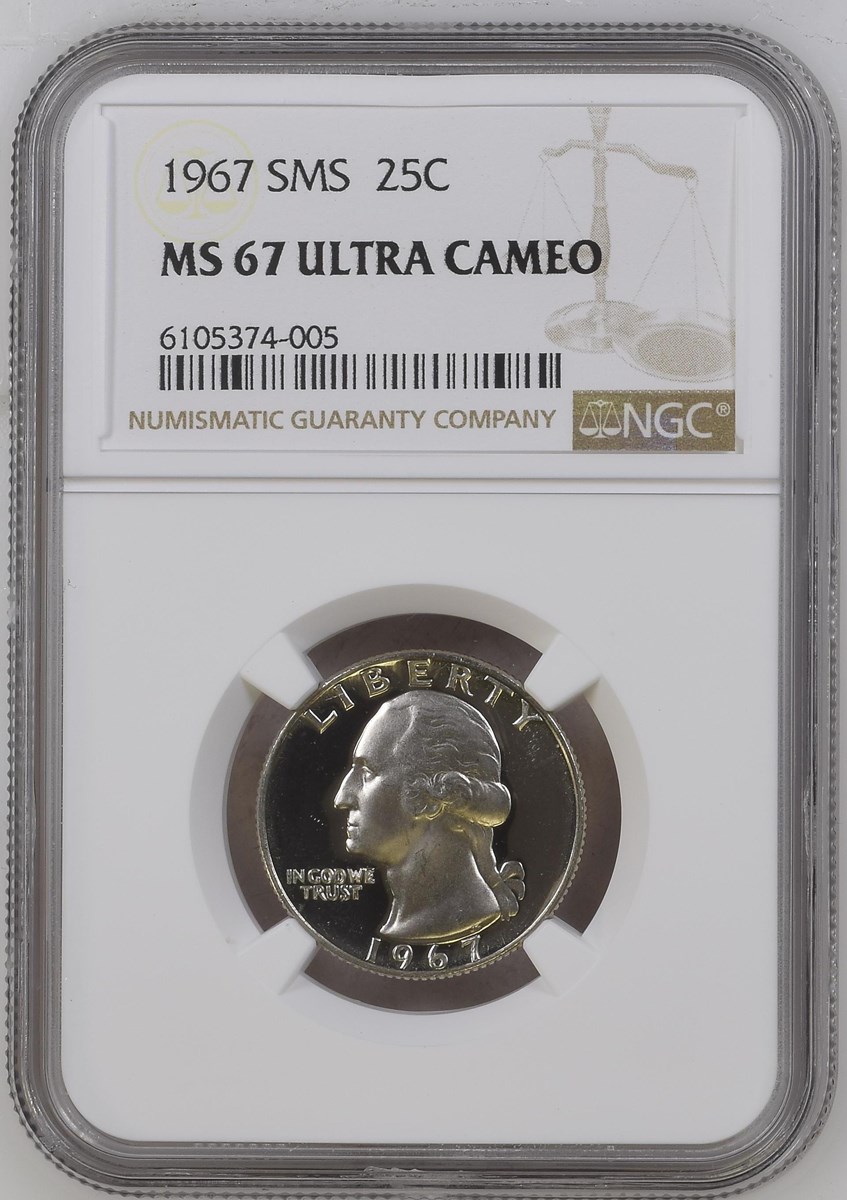 1967 SMS 25C
MS 67 ULTRA CAMEO
6105374-005
NUMISMATIC GUARANTY COMPANY
NGC®
LIBERTY
IN GOD WE
TRUST
1967